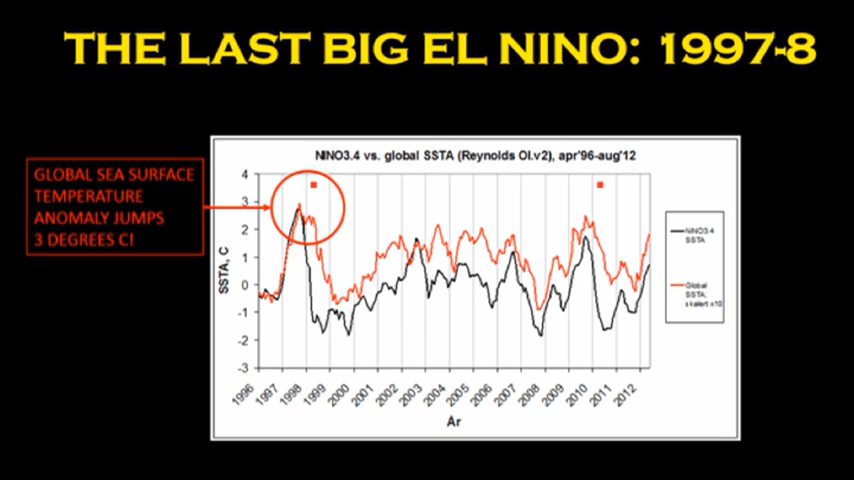 THE LAST BIG EL NINO: 1997-8
GLOBAL SEA SURFACE
TEMPERATURE
ANOMALY JUMPS
3 DEGREES C!
NINO3.4 vs. global SSTA (Reynolds OI.v2), apr'96-aug'12
SSTA, C
4
3
2
1
0
-1
-2
-3
1996
1997
1998
1999
2000
2001
2002
2003
2004
2005
2006
2007
2008
2009
2010
2011
2012
År
NINO3.4
SSTA
Global
SSTA;
skalert x10